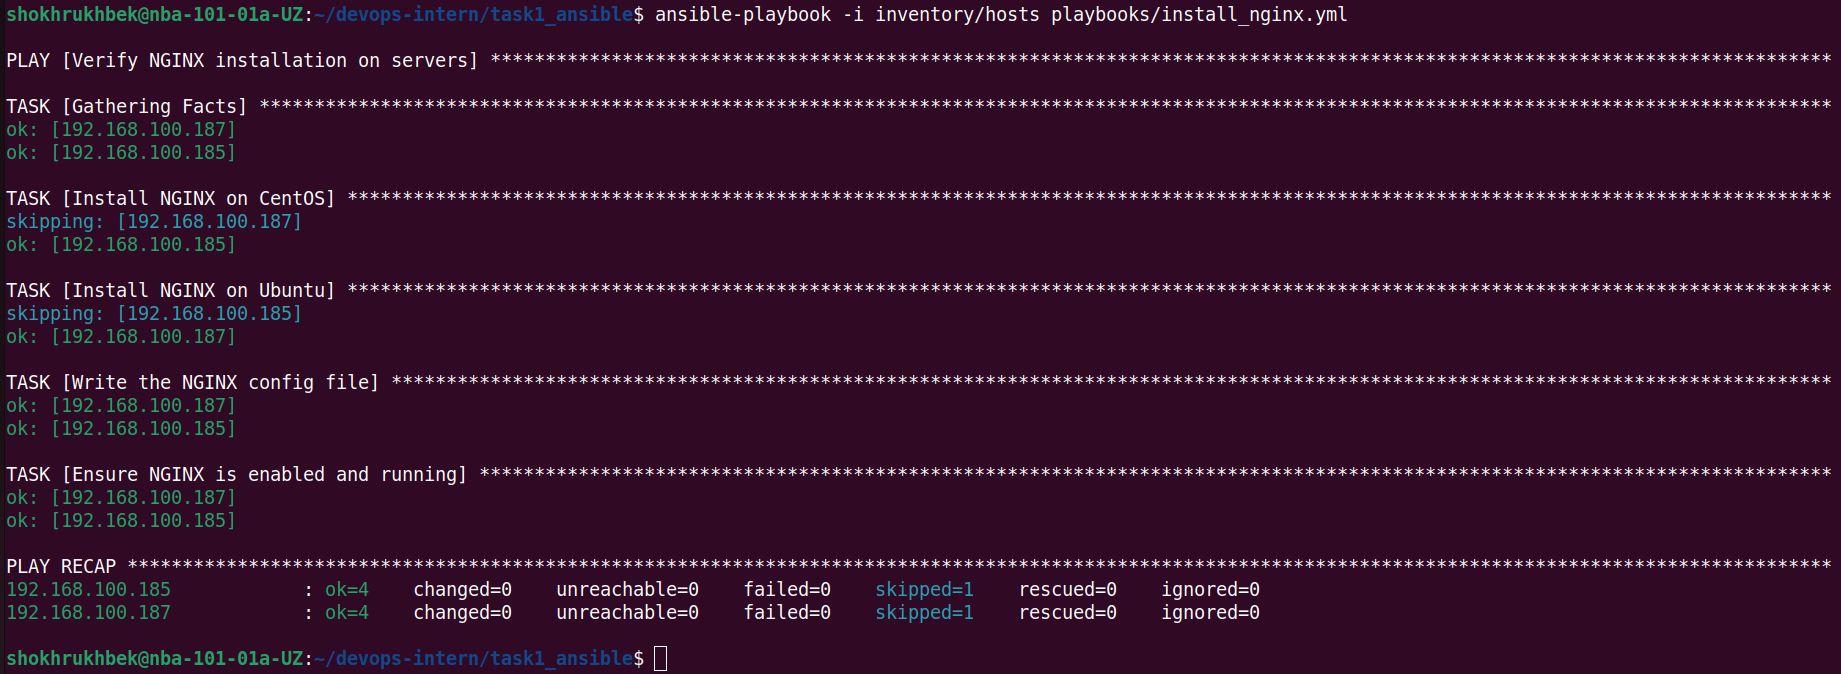 shokhrukhbek@nba-101-01a-UZ:~/devops-intern/task1_ansible$ ansible-playbook -i inventory/hosts playbooks/install_nginx.yml
PLAY [Verify NGINX installation on servers] **************************************************************************************************************************
TASK [Gathering Facts] ***********************************************************************************************************************************************
ok: [192.168.100.187]
ok: [192.168.100.185]
TASK [Install NGINX on CentOS] ***************************************************************************************************************************************
skipping: [192.168.100.187]
ok: [192.168.100.185]
TASK [Install NGINX on Ubuntu] ***************************************************************************************************************************************
skipping: [192.168.100.185]
ok: [192.168.100.187]
TASK [Write the NGINX config file] ***********************************************************************************************************************************
ok: [192.168.100.187]
ok: [192.168.100.185]
TASK [Ensure NGINX is enabled and running] ***************************************************************************************************************************
ok: [192.168.100.187]
ok: [192.168.100.185]
PLAY RECAP ***********************************************************************************************************************************************************
192.168.100.185            : ok=4    changed=0    unreachable=0    failed=0    skipped=1    rescued=0    ignored=0
192.168.100.187            : ok=4    changed=0    unreachable=0    failed=0    skipped=1    rescued=0    ignored=0
shokhrukhbek@nba-101-01a-UZ:~/devops-intern/task1_ansible$